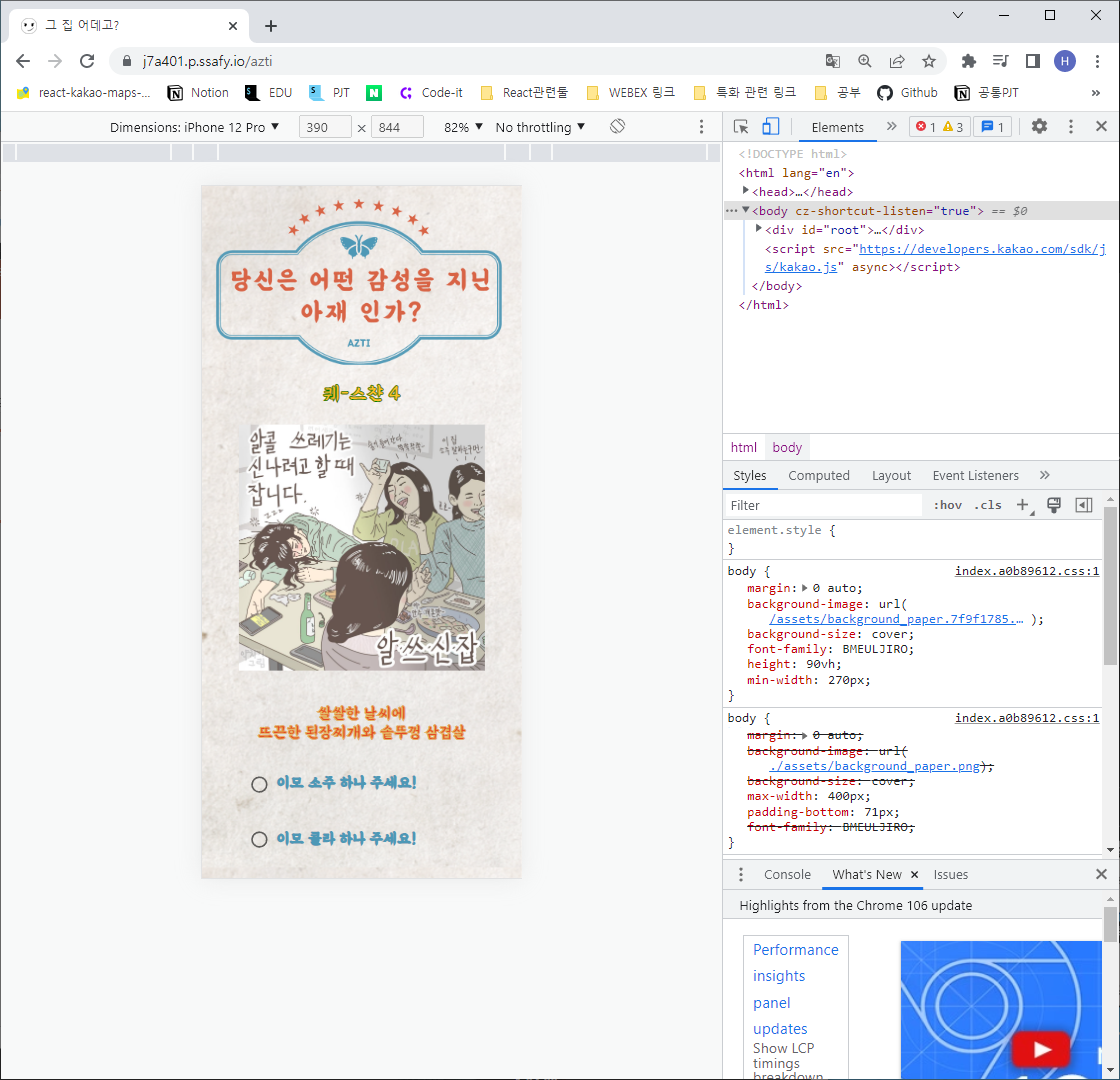 그 집 어데고?
j7a401.p.ssafy.io/azti
H
react-kakao-maps-...
Notion
EDU
PJT
Code-it
React관련툴
WEBEX 링크
특화 관련 링크
공부
Github
공통PJT
»
Dimensions: iPhone 12 Pro ▼
390 x 844
82% ▼
No throttling ▼
Elements
»
1
3
1
당신은 어떤 감성을 지닌
아재 인가?
AZTI
퀘-스챤 4
알콜 쓰레기는
신나려고 할 때
잡니다.
알·쓰·신·잡
쌀쌀한 날씨에
뜨끈한 된장찌개와 솥뚜껑 삼겹살
이모 소주 하나 주세요!
이모 콜라 하나 주세요!
<!DOCTYPE html>
<html lang="en">
<head>…</head>
<body cz-shortcut-listen="true"> == $0
<div id="root">…</div>
<script src="https://developers.kakao.com/sdk/j
s/kakao.js" async></script>
</body>
</html>
html
body
Styles
Computed
Layout
Event Listeners
»
Filter
:hov
.cls
element.style {
}
body {
index.a0b89612.css:1
margin: 0 auto;
background-image: url(
/assets/background_paper.7f9f1785.… );
background-size: cover;
font-family: BMEULJIRO;
height: 90vh;
min-width: 270px;
}
body {
index.a0b89612.css:1
margin: 0 auto;
background-image: url(
./assets/background_paper.png);
background-size: cover;
max-width: 400px;
padding-bottom: 71px;
font-family: BMEULJIRO;
}
Console
What's New
Issues
Highlights from the Chrome 106 update
Performance
insights
panel
updates
Show LCP
timings
breakdown